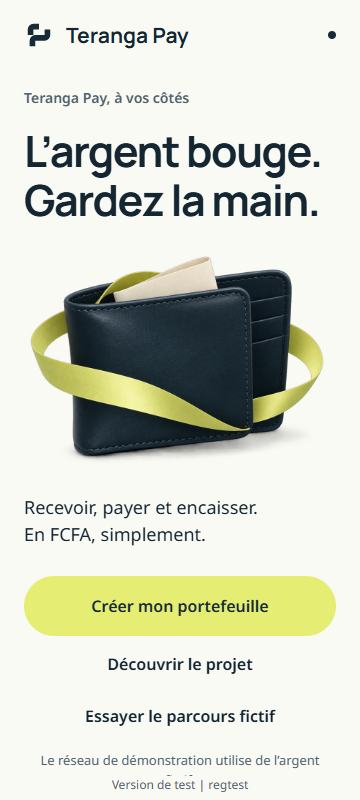 Teranga Pay
Teranga Pay, à vos côtés
L’argent bouge.
Gardez la main.
Recevoir, payer et encaisser.
En FCFA, simplement.
Créer mon portefeuille
Découvrir le projet
Essayer le parcours fictif
Le réseau de démonstration utilise de l’argent
Version de test | regtest